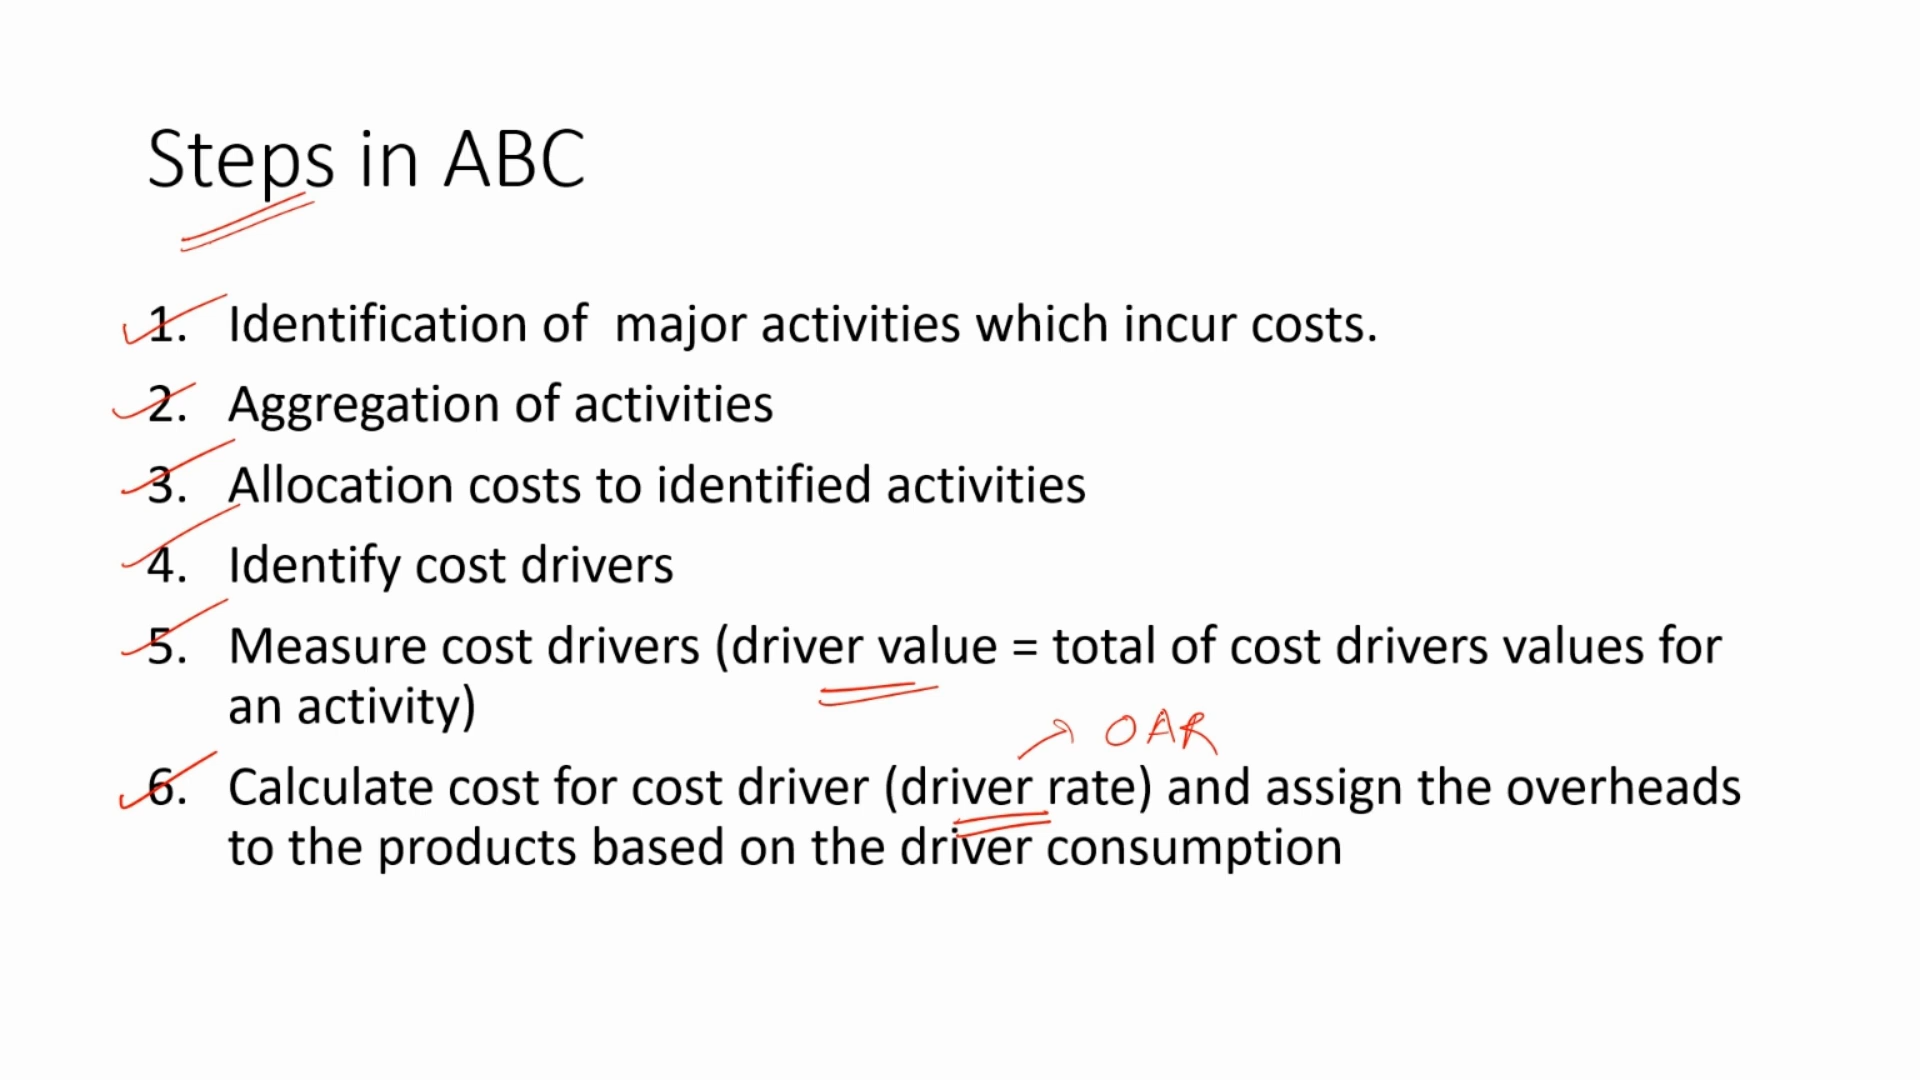 Steps in ABC
1. Identification of  major activities which incur costs.
2. Aggregation of activities
3. Allocation costs to identified activities
4. Identify cost drivers
5. Measure cost drivers (driver value = total of cost drivers values for
an activity)
OAR
6. Calculate cost for cost driver (driver rate) and assign the overheads
to the products based on the driver consumption